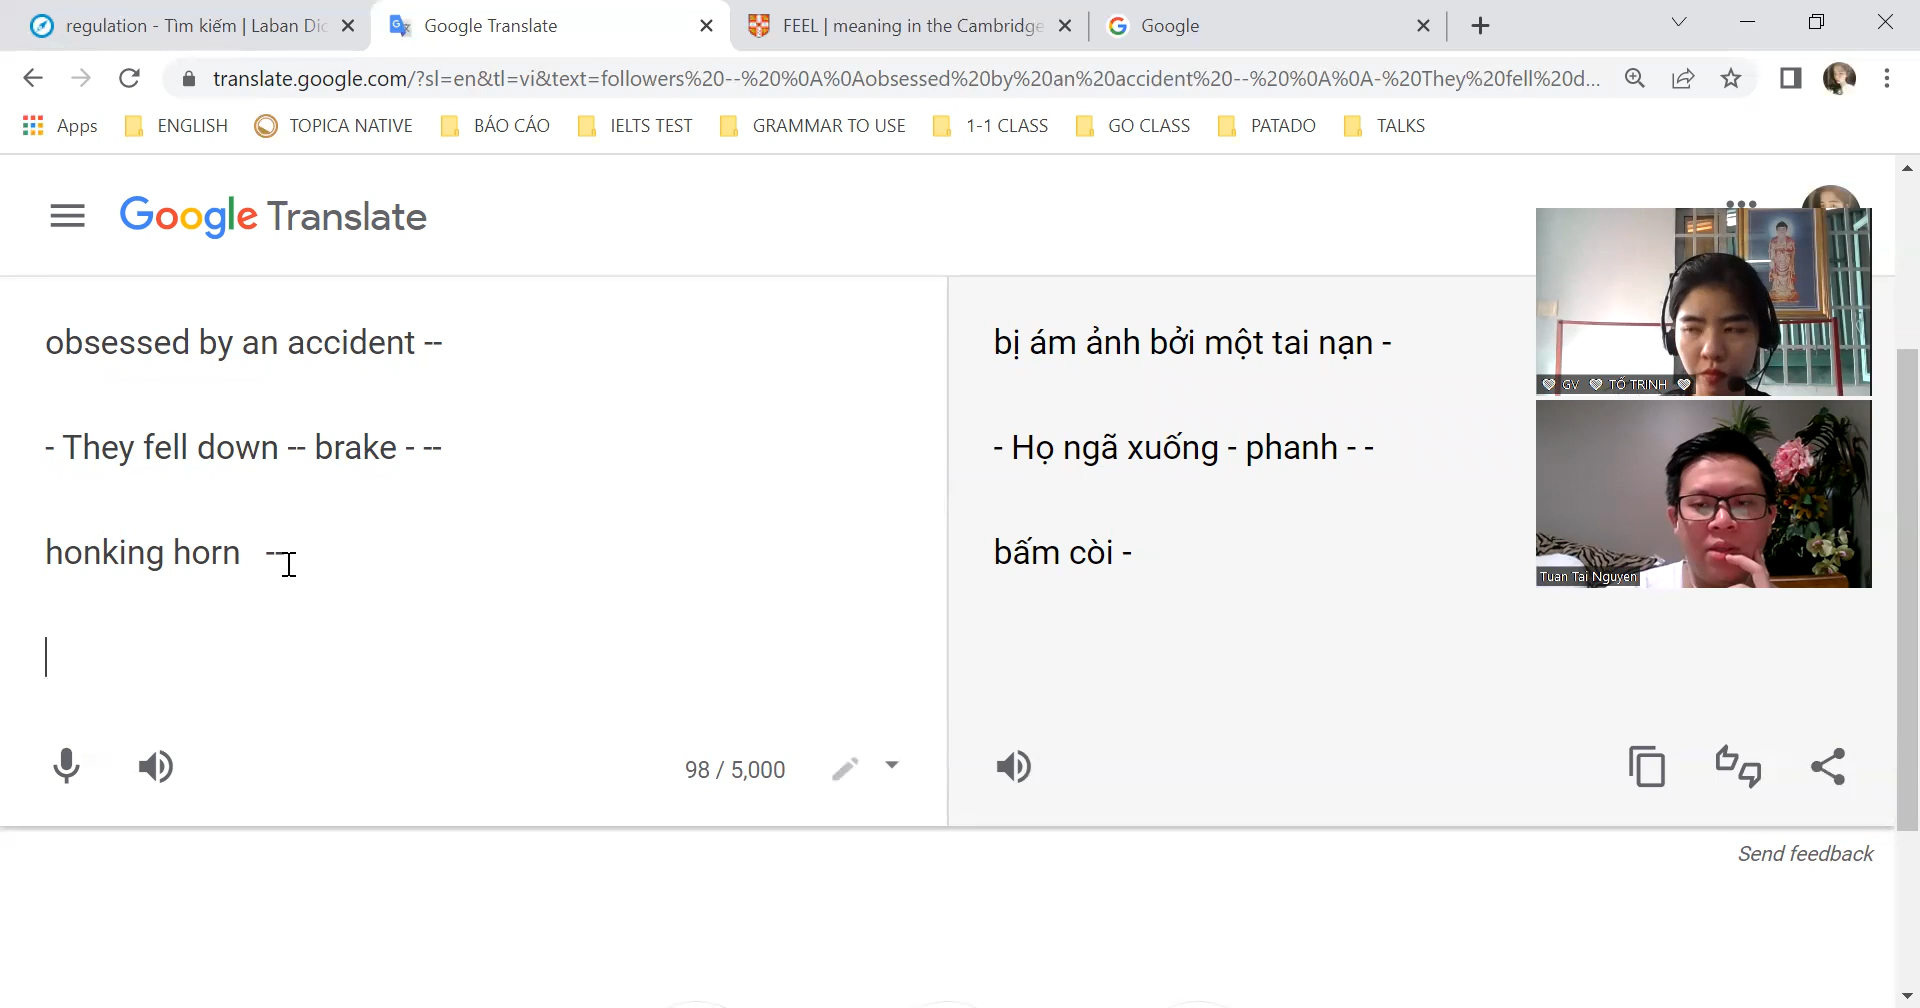 regulation - Tìm kiếm | Laban Dic
Google Translate
FEEL | meaning in the Cambridge
Google
translate.google.com/?sl=en&tl=vi&text=followers%20--%20%0A%0Aobsessed%20by%20an%20accident%20--%20%0A%0A-%20They%20fell%20d...
Apps
ENGLISH
TOPICA NATIVE
BÁO CÁO
IELTS TEST
GRAMMAR TO USE
1-1 CLASS
GO CLASS
PATADO
TALKS
Google Translate
obsessed by an accident --
- They fell down -- brake - --
honking horn --
98 / 5,000
bị ám ảnh bởi một tai nạn -
- Họ ngã xuống - phanh - -
bấm còi -
GV TỐ TRINH
Tuan Tai Nguyen
Send feedback